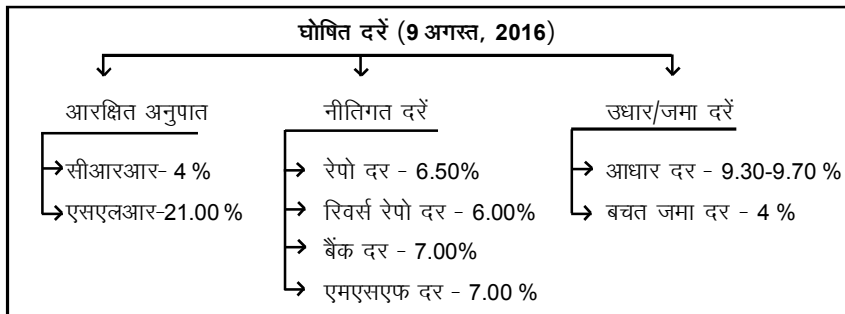 घोषित दरें (9 अगस्त, 2016)
आरक्षित अनुपात
सीआरआर- 4 %
एसएलआर-21.00 %
नीतिगत दरें
रेपो दर - 6.50%
रिवर्स रेपो दर - 6.00%
बैंक दर - 7.00%
एमएसएफ दर - 7.00 %
उधार/जमा दरें
आधार दर - 9.30-9.70 %
बचत जमा दर - 4 %